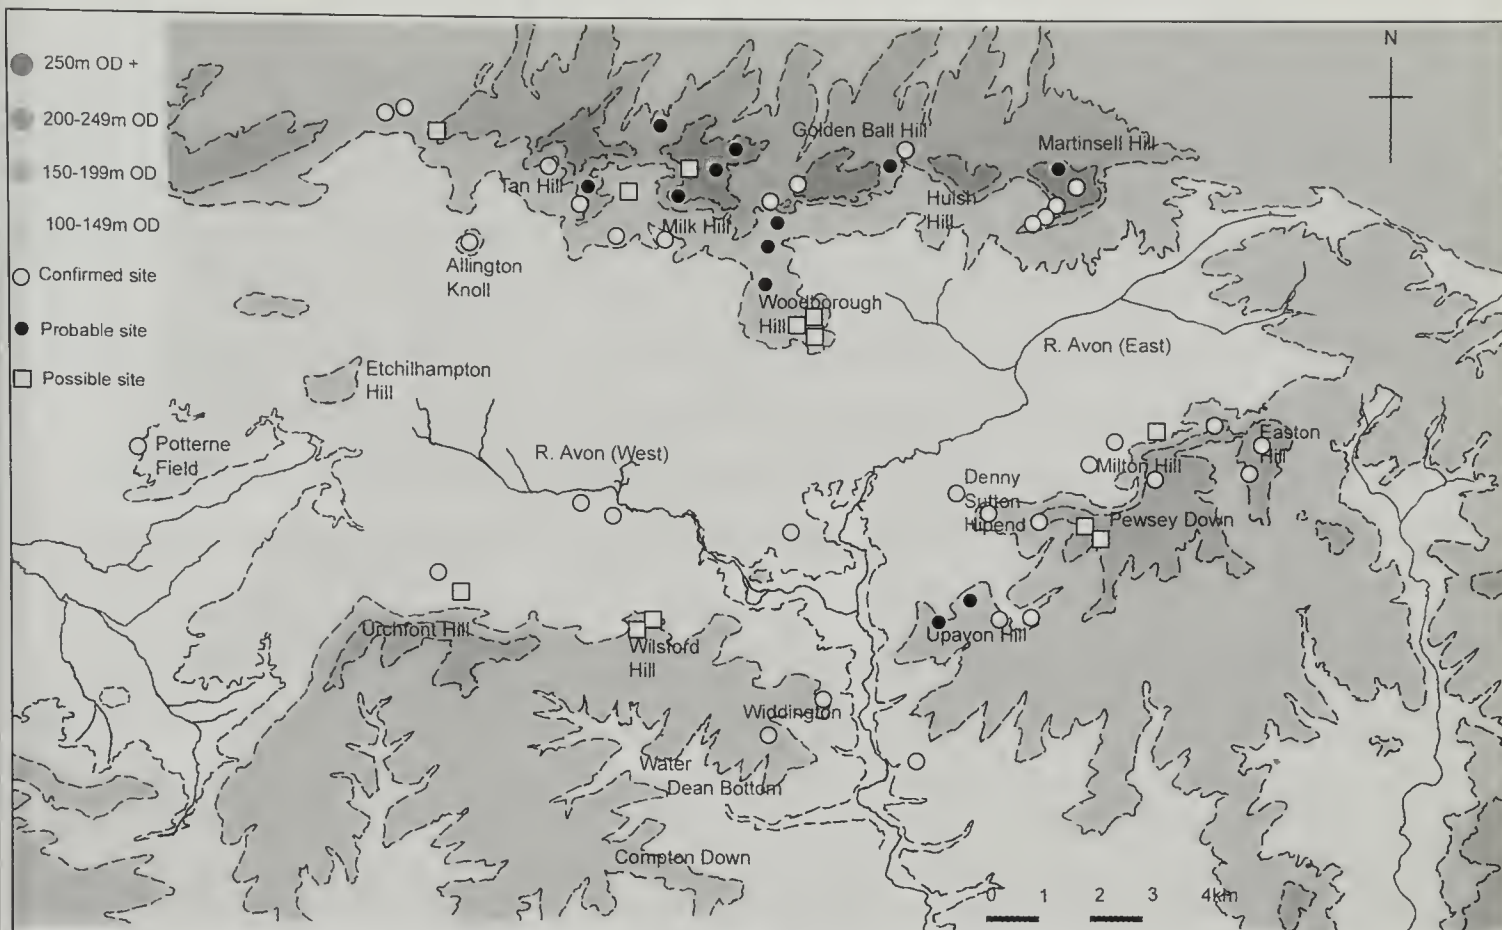 N
250m OD +
200-249m OD
150-199m OD
100-149m OD
Confirmed site
Probable site
Possible site
Golden Ball Hill
Martinsell Hill
Tan Hill
Huish
Hill
Milk Hill
Allington
Knoll
Woodborough
Hill
R. Avon (East)
Etchilhampton
Hill
Potterne
Field
R. Avon (West)
Easton
Hill
Milton Hill
Denny
Sutton
Hipend
Pewsey Down
Urchfont Hill
Wilsford
Hill
Upavon Hill
Widdington
Water
Dean Bottom
Compton Down
0 1 2 3 4km